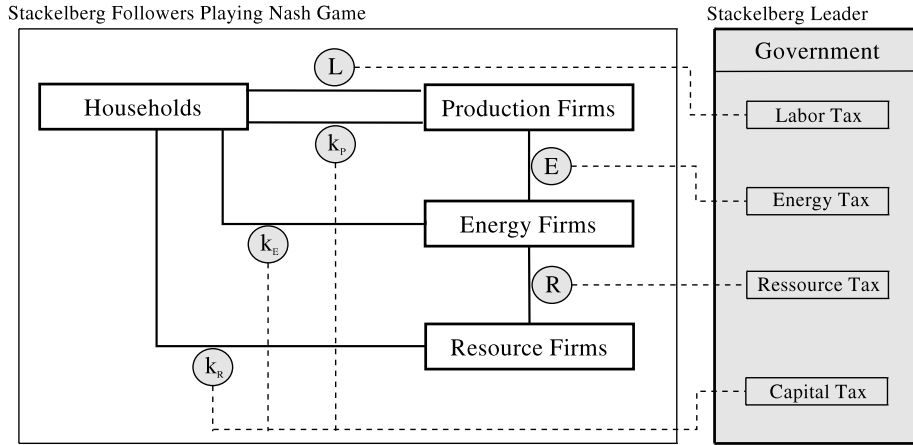 Stackelberg Followers Playing Nash Game
Stackelberg Leader
Government
L
Households
Production Firms
Labor Tax
k_P
E
Energy Tax
Energy Firms
k_E
R
Ressource Tax
Resource Firms
k_R
Capital Tax